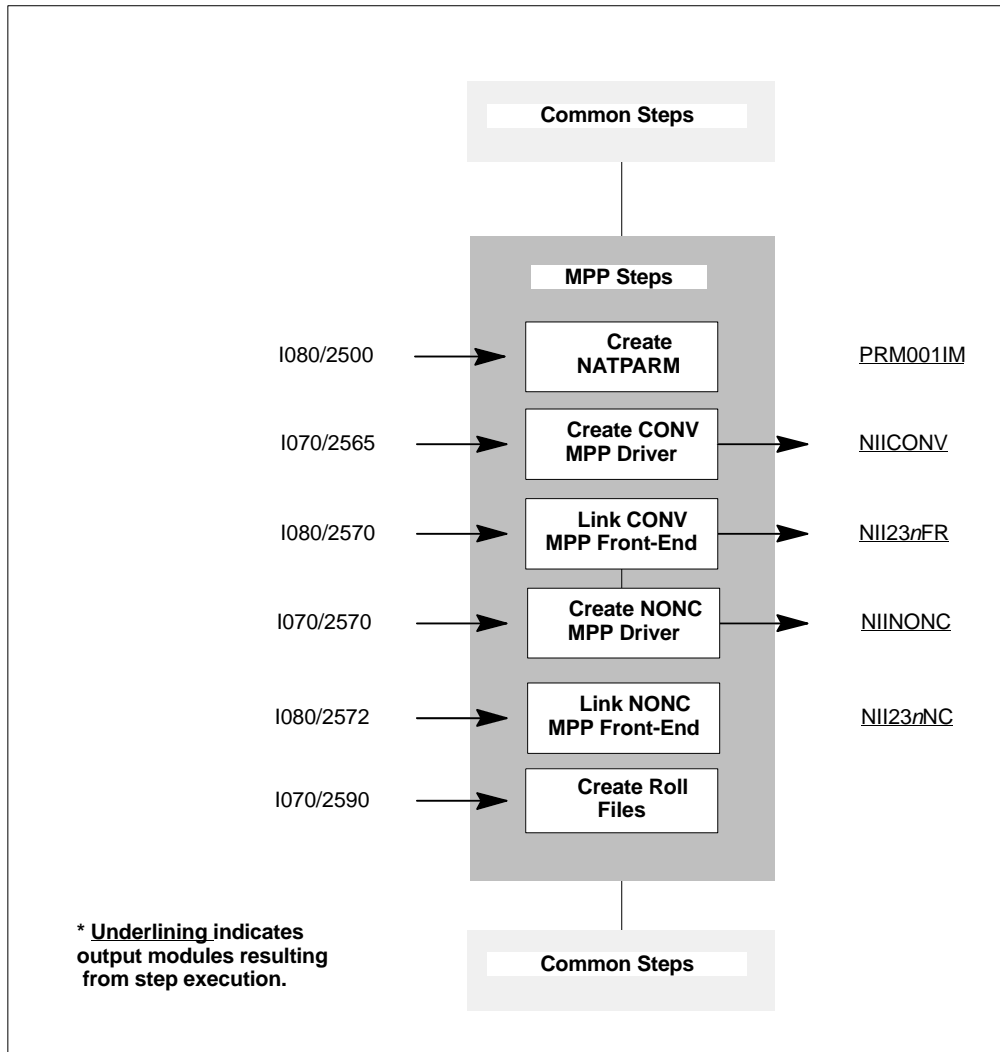 Common Steps
MPP Steps
I080/2500
Create
NATPARM
PRM001IM
I070/2565
Create CONV
MPP Driver
NIICONV
I080/2570
Link CONV
MPP Front-End
NII23nFR
I070/2570
Create NONC
MPP Driver
NIINONC
I080/2572
Link NONC
MPP Front-End
NII23nNC
I070/2590
Create Roll
Files
* Underlining indicates
output modules resulting
from step execution.
Common Steps